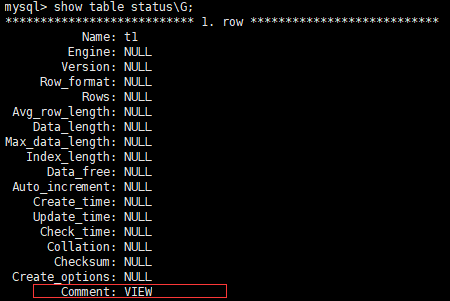 mysql> show table status\G;
*************************** 1. row ***************************
Name: t1
Engine: NULL
Version: NULL
Row_format: NULL
Rows: NULL
Avg_row_length: NULL
Data_length: NULL
Max_data_length: NULL
Index_length: NULL
Data_free: NULL
Auto_increment: NULL
Create_time: NULL
Update_time: NULL
Check_time: NULL
Collation: NULL
Checksum: NULL
Create_options: NULL
Comment: VIEW